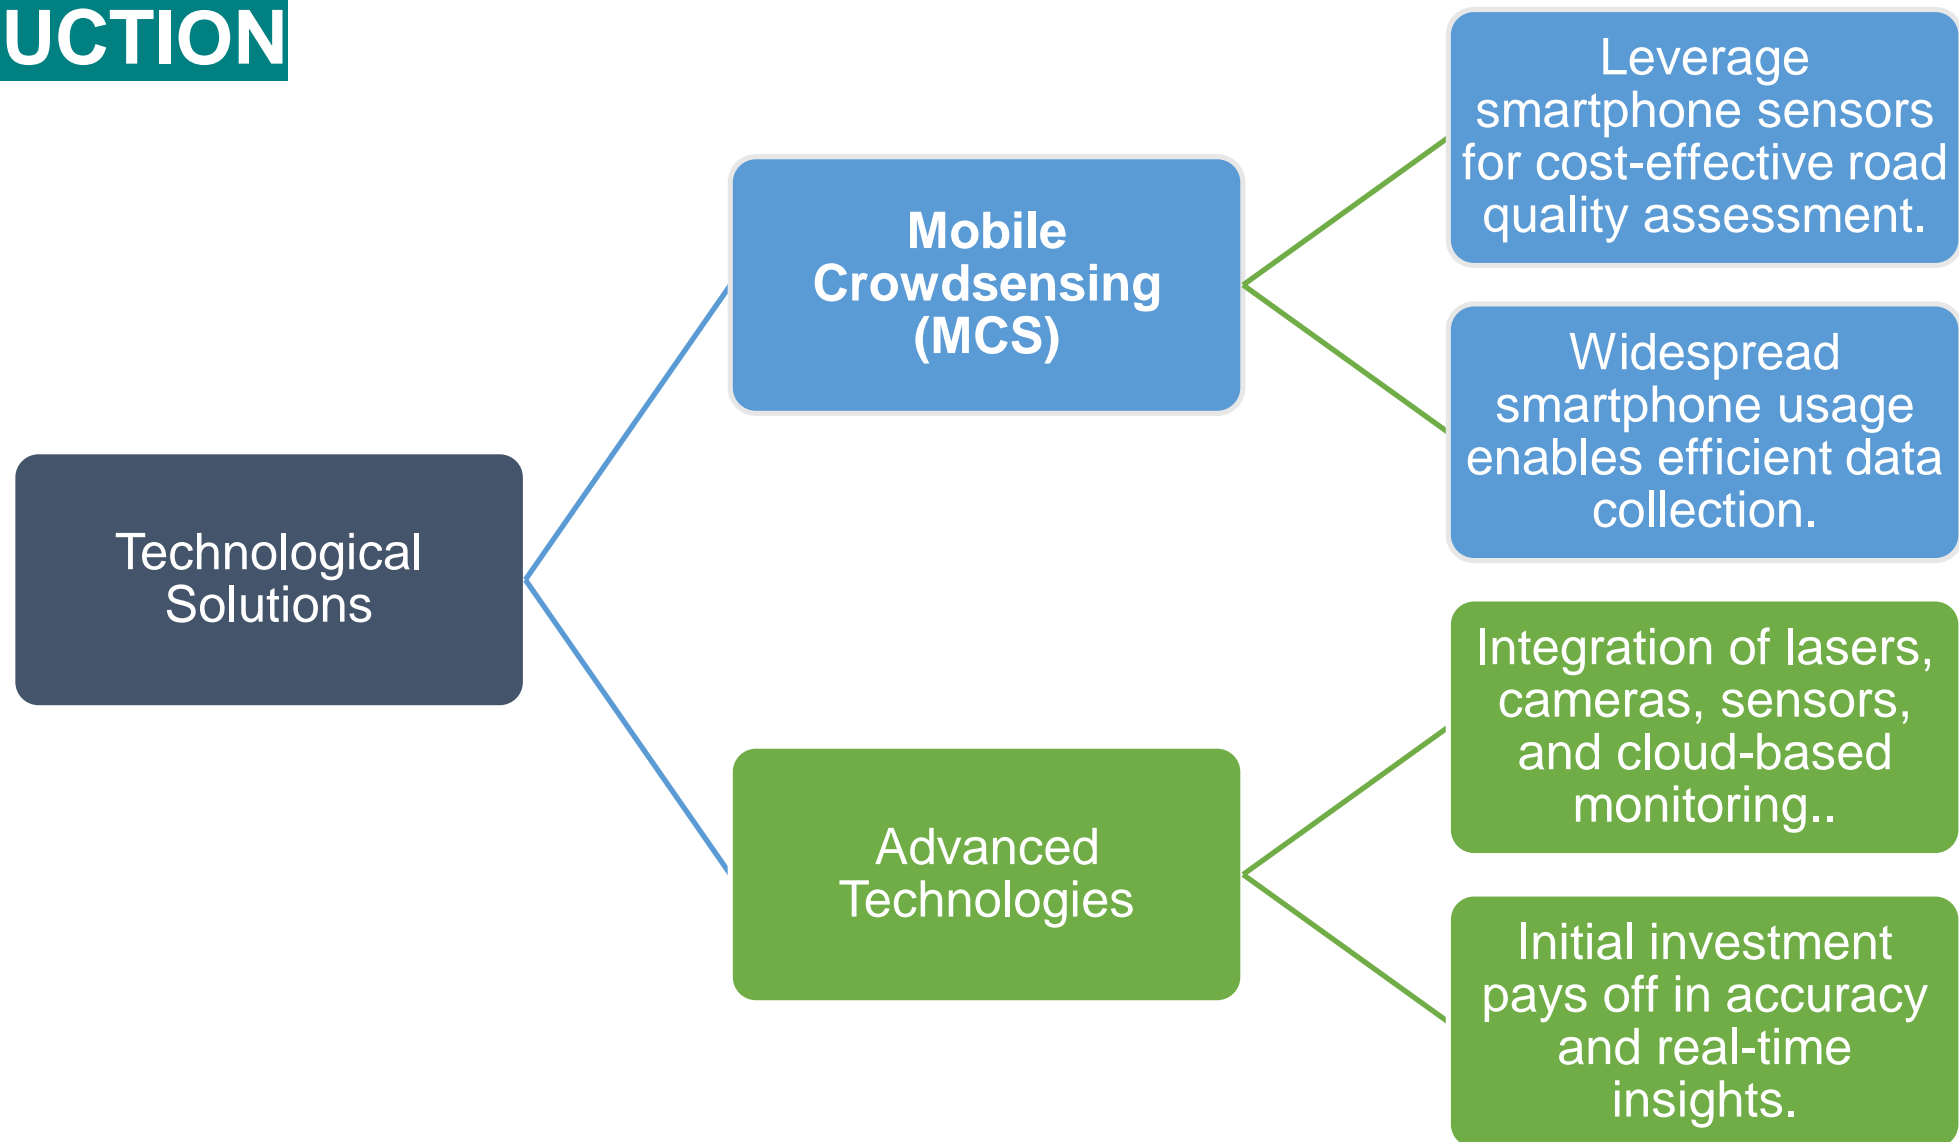 UCTION
Technological
Solutions
Mobile
Crowdsensing
(MCS)
Leverage
smartphone sensors
for cost-effective road
quality assessment.
Widespread
smartphone usage
enables efficient data
collection.
Advanced
Technologies
Integration of lasers,
cameras, sensors,
and cloud-based
monitoring..
Initial investment
pays off in accuracy
and real-time
insights.